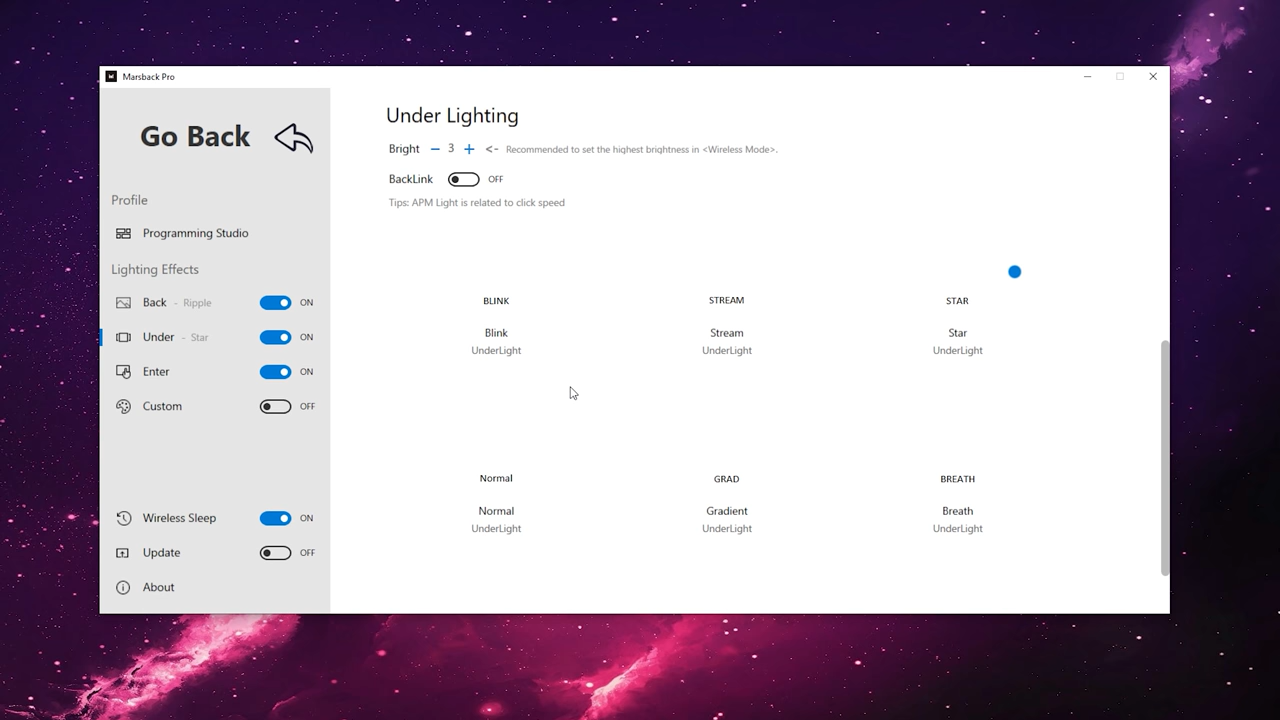 Marsback Pro
Go Back
Profile
Programming Studio
Lighting Effects
Back - Ripple ON
Under - Star ON
Enter ON
Custom OFF
Wireless Sleep ON
Update OFF
About
Under Lighting
Bright − 3 + <- Recommended to set the highest brightness in <Wireless Mode>.
BackLink OFF
Tips: APM Light is related to click speed
BLINK STREAM STAR
Blink Stream Star
UnderLight UnderLight UnderLight
Normal GRAD BREATH
Normal Gradient Breath
UnderLight UnderLight UnderLight